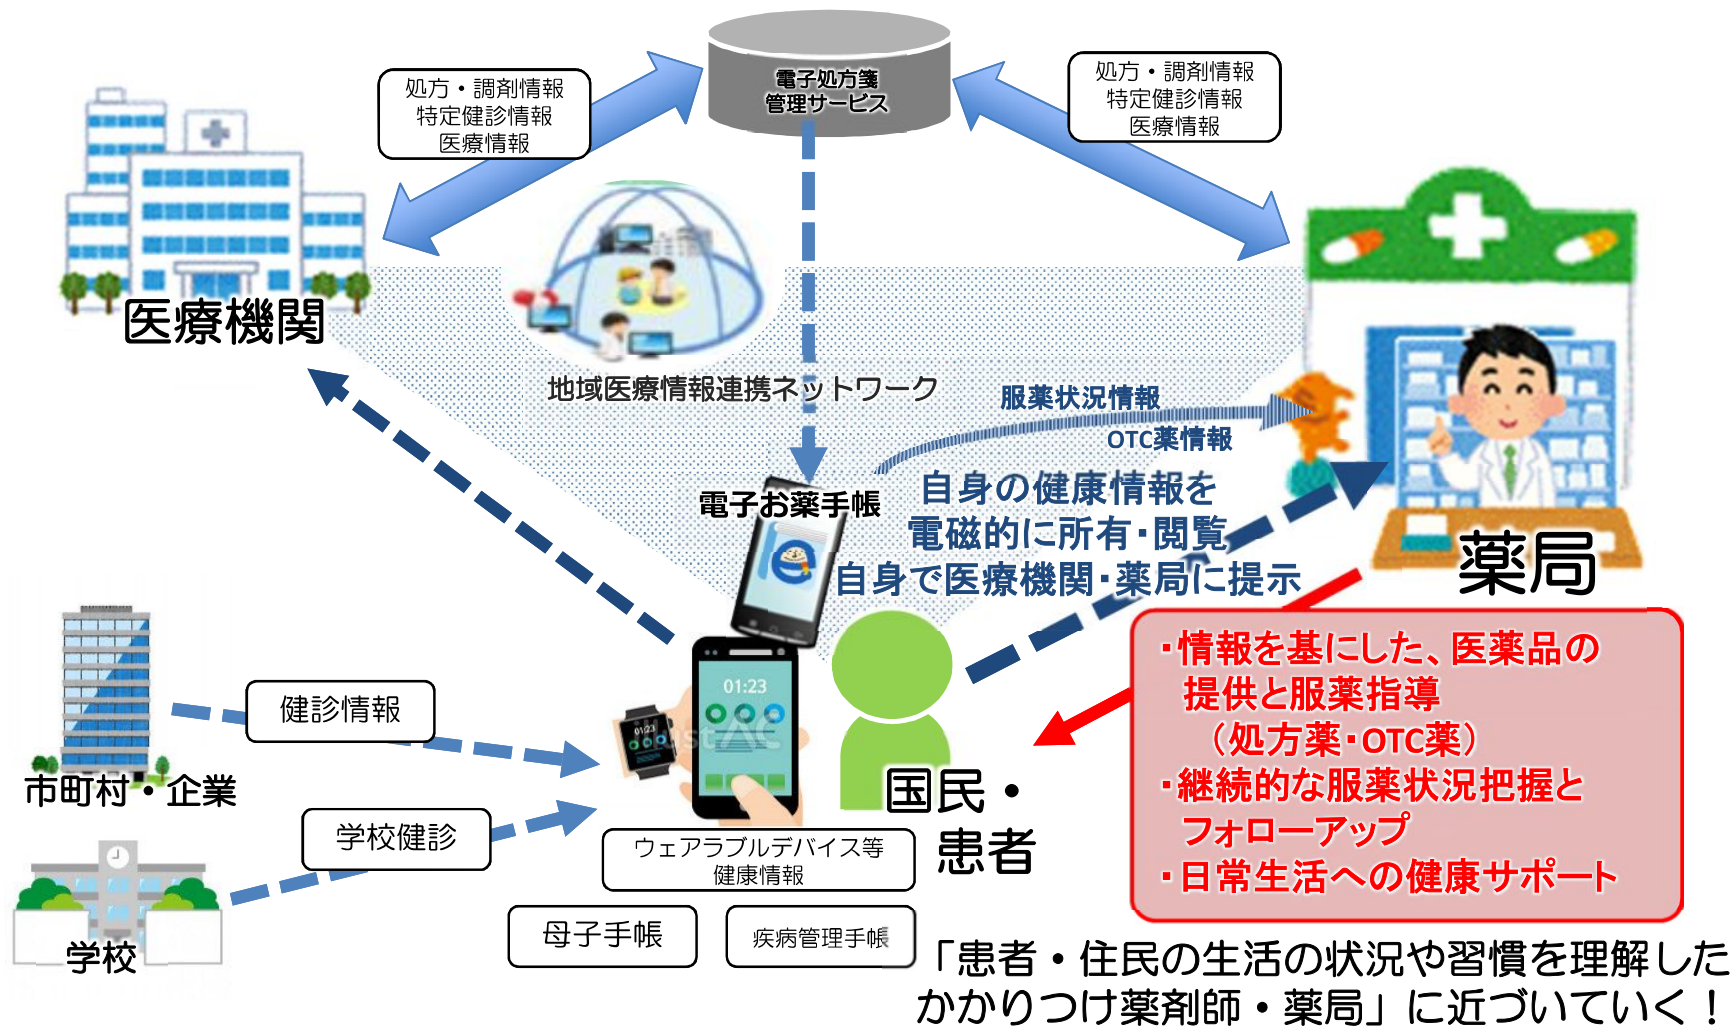 電子処方箋
管理サービス
処方・調剤情報
特定健診情報
医療情報
処方・調剤情報
特定健診情報
医療情報
医療機関
地域医療情報連携ネットワーク
服薬状況情報
OTC薬情報
電子お薬手帳
自身の健康情報を
電磁的に所有・閲覧
自身で医療機関・薬局に提示
薬局
・情報を基にした、医薬品の
提供と服薬指導
（処方薬・OTC薬）
・継続的な服薬状況把握と
フォローアップ
・日常生活への健康サポート
01:23
01:23
健診情報
市町村・企業
学校健診
学校
国民・
患者
ウェアラブルデバイス等
健康情報
母子手帳
疾病管理手帳
「患者・住民の生活の状況や習慣を理解した
かかりつけ薬剤師・薬局」に近づいていく！